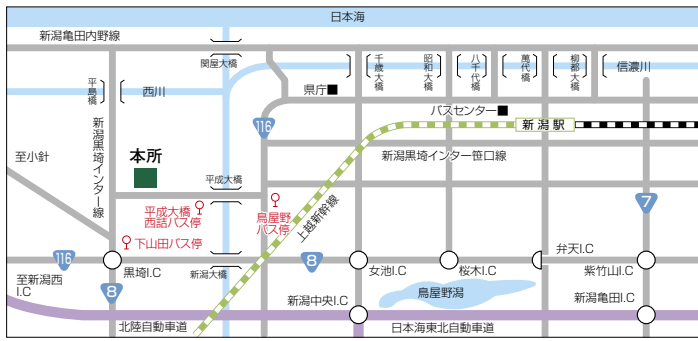 日本海
新潟亀田内野線
関屋大橋
千歳大橋
昭和大橋
八千代橋
萬代橋
柳都大橋
信濃川
平島橋
西川
県庁■
バスセンター■
116
新潟駅
新潟黒埼インター線
至小針
本所
新潟黒埼インター笹口線
平成大橋
平成大橋
西詰バス停
鳥屋野
バス停
上越新幹線
7
下山田バス停
116
黒埼I.C
新潟大橋
8
女池I.C
桜木I.C
弁天I.C
紫竹山I.C
至新潟西
I.C
8
新潟中央I.C
鳥屋野潟
新潟亀田I.C
北陸自動車道
日本海東北自動車道